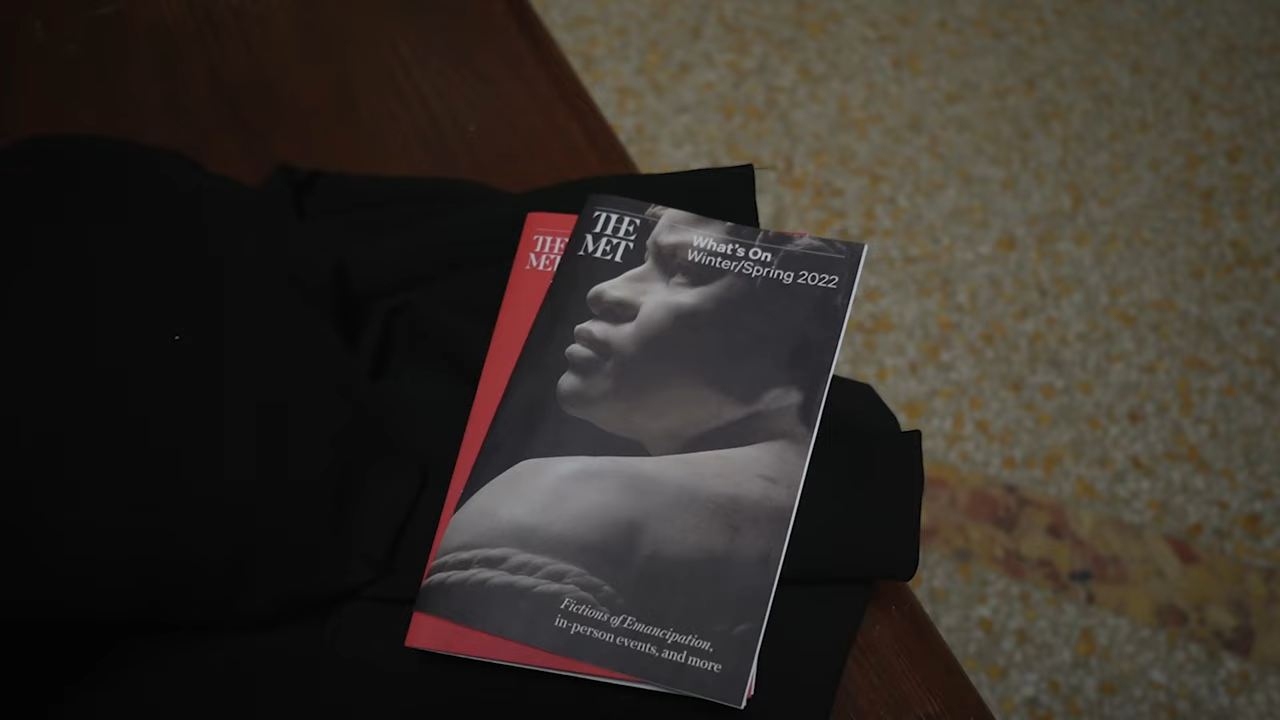 THE
MET
THE
MET
What's On
Winter/Spring 2022
Fictions of Emancipation,
in-person events, and more